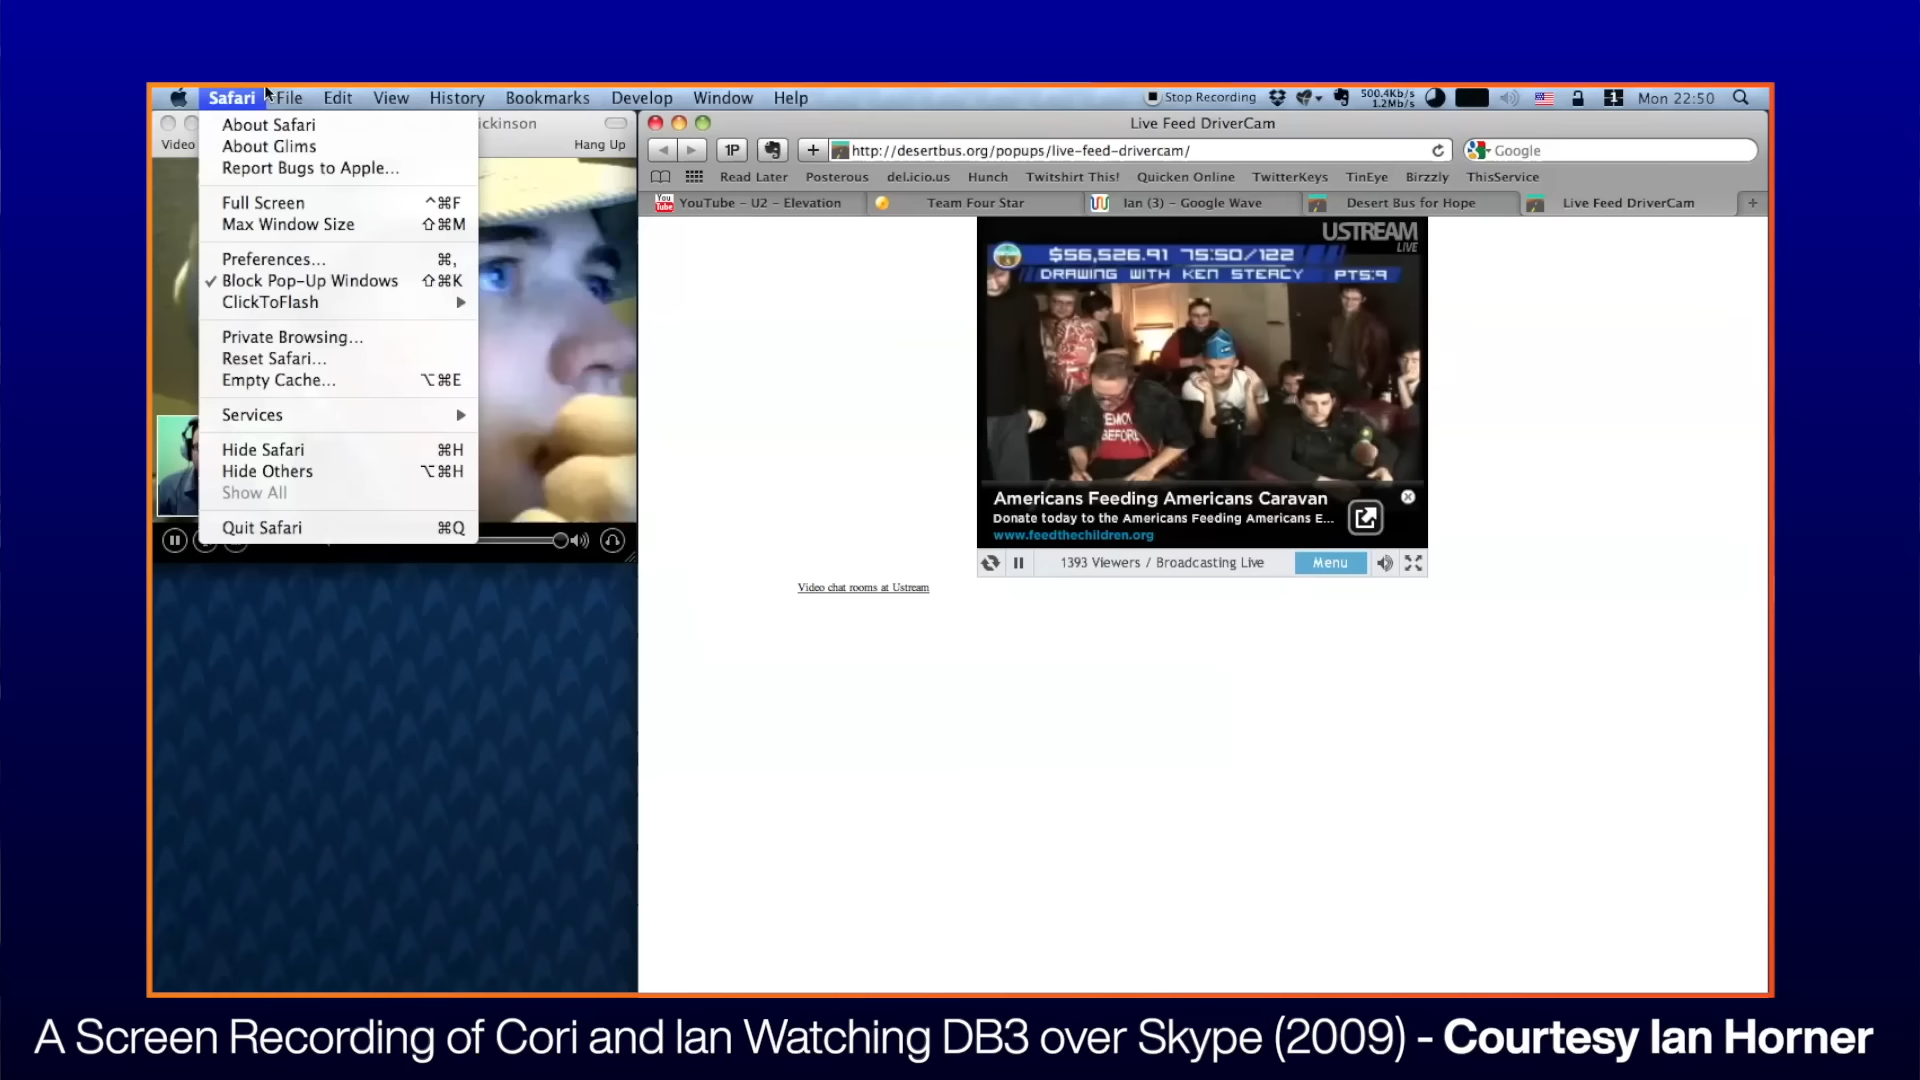 Safari File Edit View History Bookmarks Develop Window Help
Stop Recording 500.4Kb/s Mon 22:50
1.2Mb/s
ickinson
Video Hang Up
About Safari
About Glims
Report Bugs to Apple...
Full Screen ^⌘F
Max Window Size ⇧⌘M
Preferences... ⌘,
✓ Block Pop-Up Windows ⇧⌘K
ClickToFlash
Private Browsing...
Reset Safari...
Empty Cache... ⌥⌘E
Services
Hide Safari ⌘H
Hide Others ⌥⌘H
Show All
Quit Safari ⌘Q
Live Feed DriverCam
1P + http://desertbus.org/popups/live-feed-drivercam/ Google
Read Later Posterous del.icio.us Hunch Twitshirt This! Quicken Online TwitterKeys TinEye Birzzly ThisService
You Tube YouTube - U2 - Elevation Team Four Star Ian (3) - Google Wave Desert Bus for Hope Live Feed DriverCam +
USTREAM
LIVE
$56,526.91 75:50/122
DRAWING WITH KEN STEACY PTS:9
BEFORE
Americans Feeding Americans Caravan
Donate today to the Americans Feeding Americans E...
www.feedthechildren.org
1393 Viewers / Broadcasting Live Menu
Video chat rooms at Ustream
A Screen Recording of Cori and Ian Watching DB3 over Skype (2009) - Courtesy Ian Horner